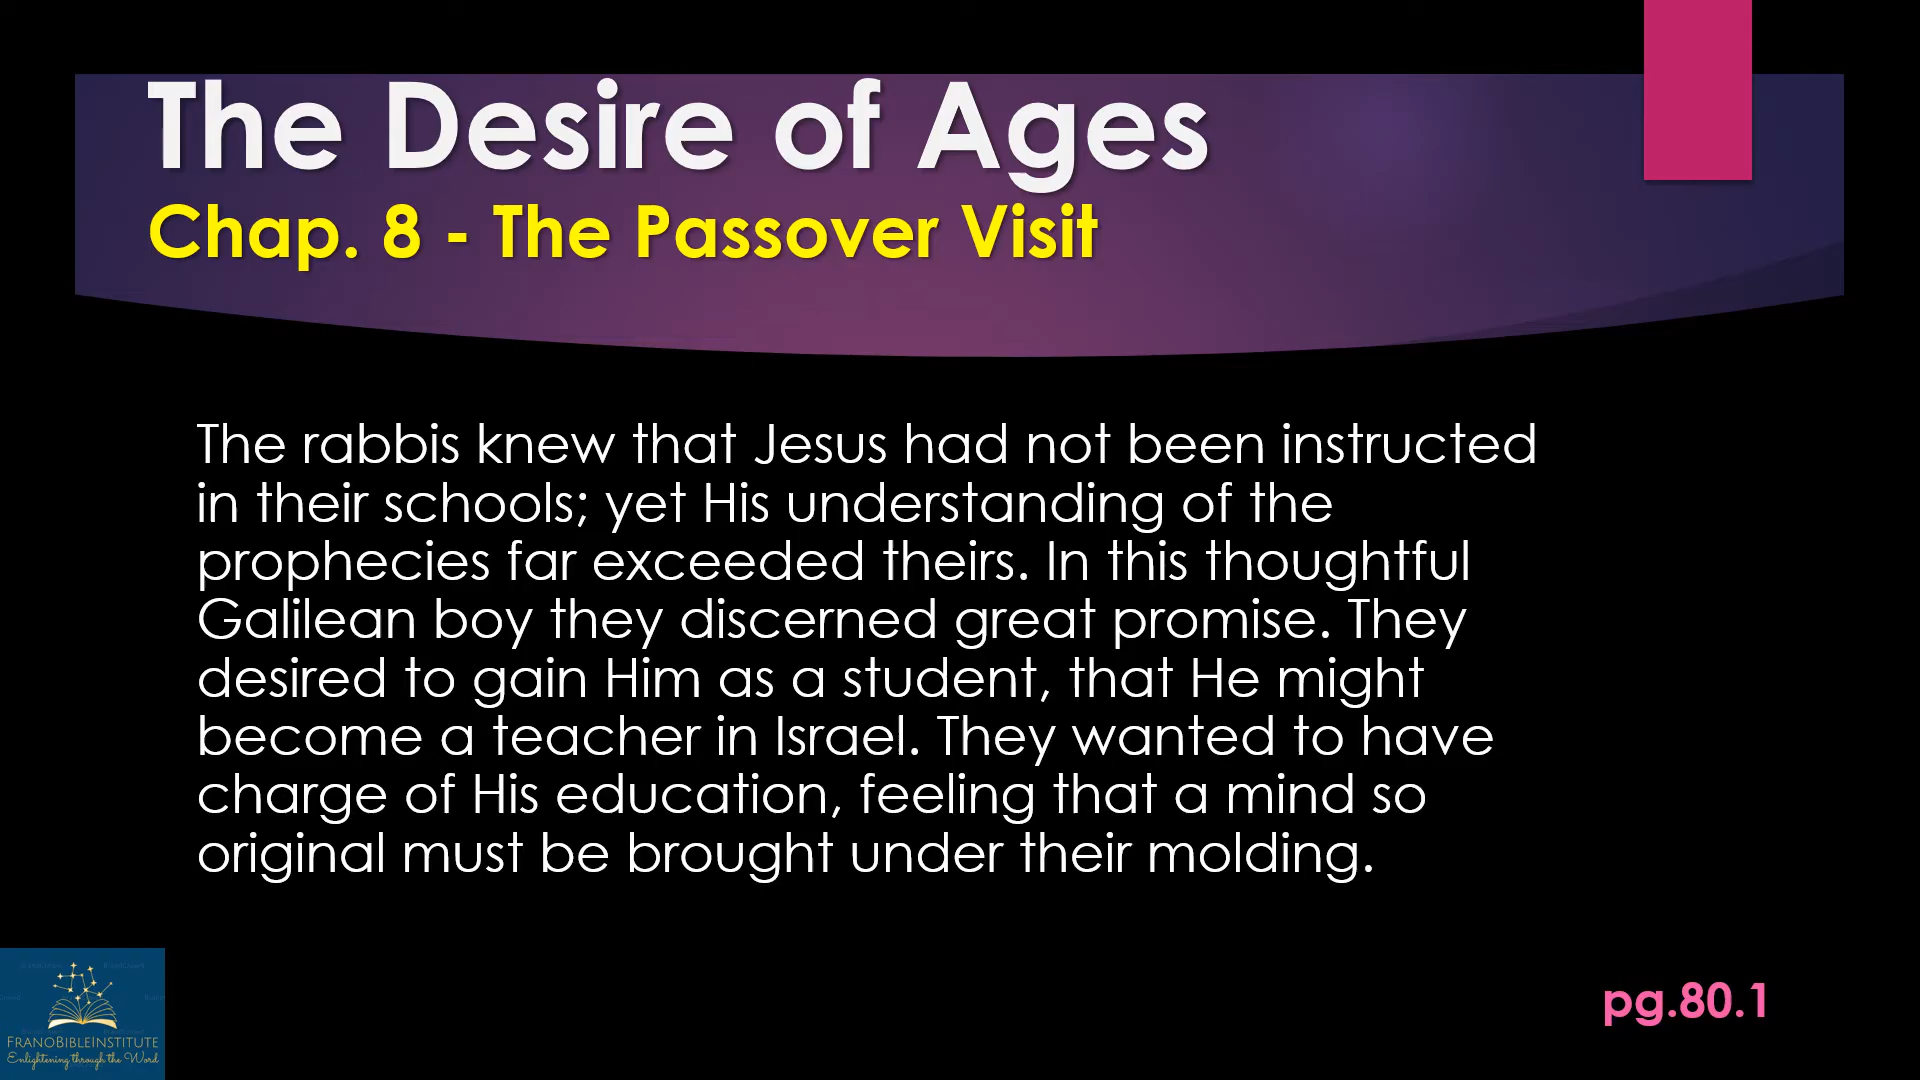 The Desire of Ages
Chap. 8 - The Passover Visit
The rabbis knew that Jesus had not been instructed
in their schools; yet His understanding of the
prophecies far exceeded theirs. In this thoughtful
Galilean boy they discerned great promise. They
desired to gain Him as a student, that He might
become a teacher in Israel. They wanted to have
charge of His education, feeling that a mind so
original must be brought under their molding.
pg.80.1
FRANOBIBLEINSTITUTE
Enlightening through the Word